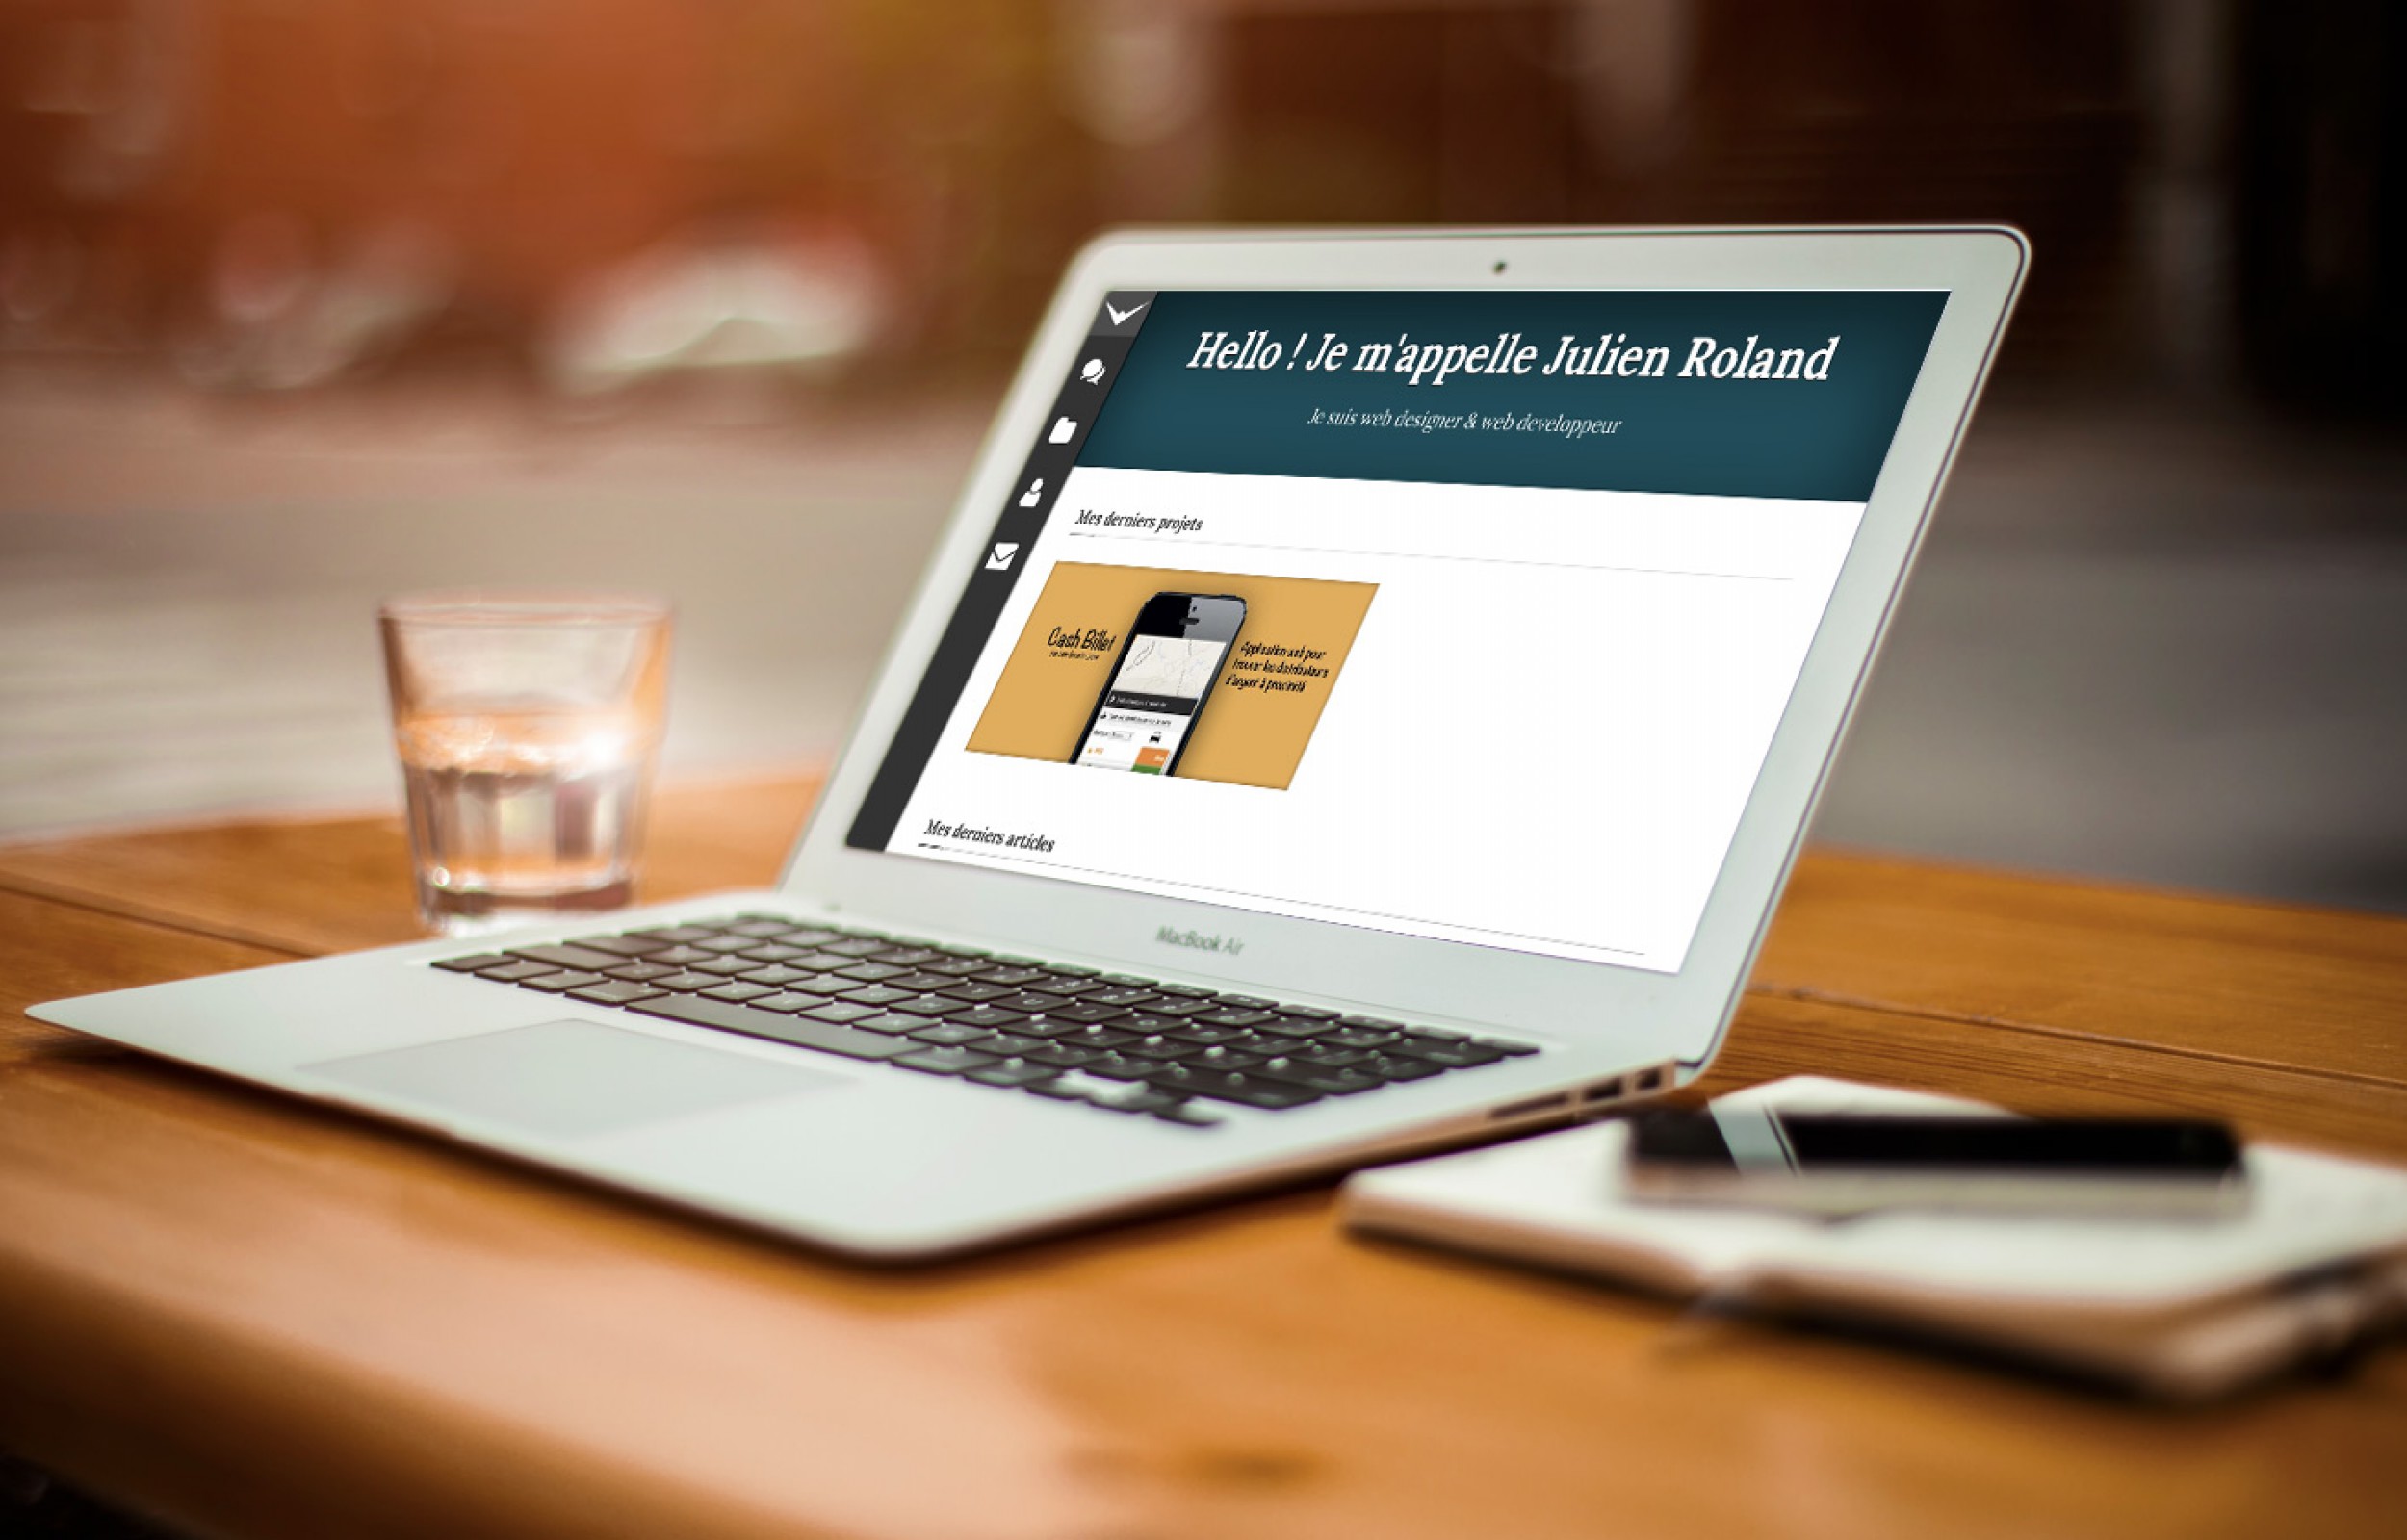 Hello ! Je m'appelle Julien Roland
Je suis web designer & web developpeur
Mes derniers projets
Cash Billet
Application web pour
trouver les distributeurs
d'argent à proximité
Mes derniers articles
MacBook Air